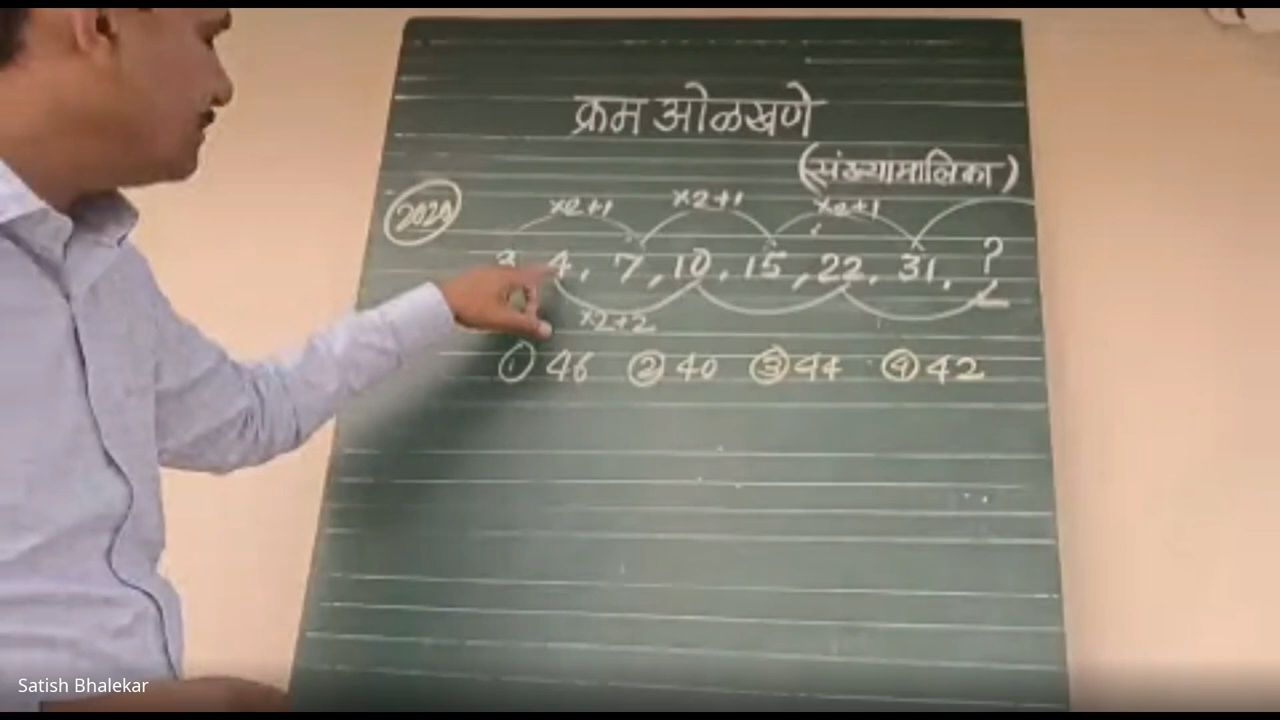 क्रम ओळखणे
(संख्यामालिका)
2020
×2+1 ×2+1 ×2+1
3 4, 7, 10, 15, 22, 31, ?
×2+2
① 46 ② 40 ③ 44 ④ 42
Satish Bhalekar